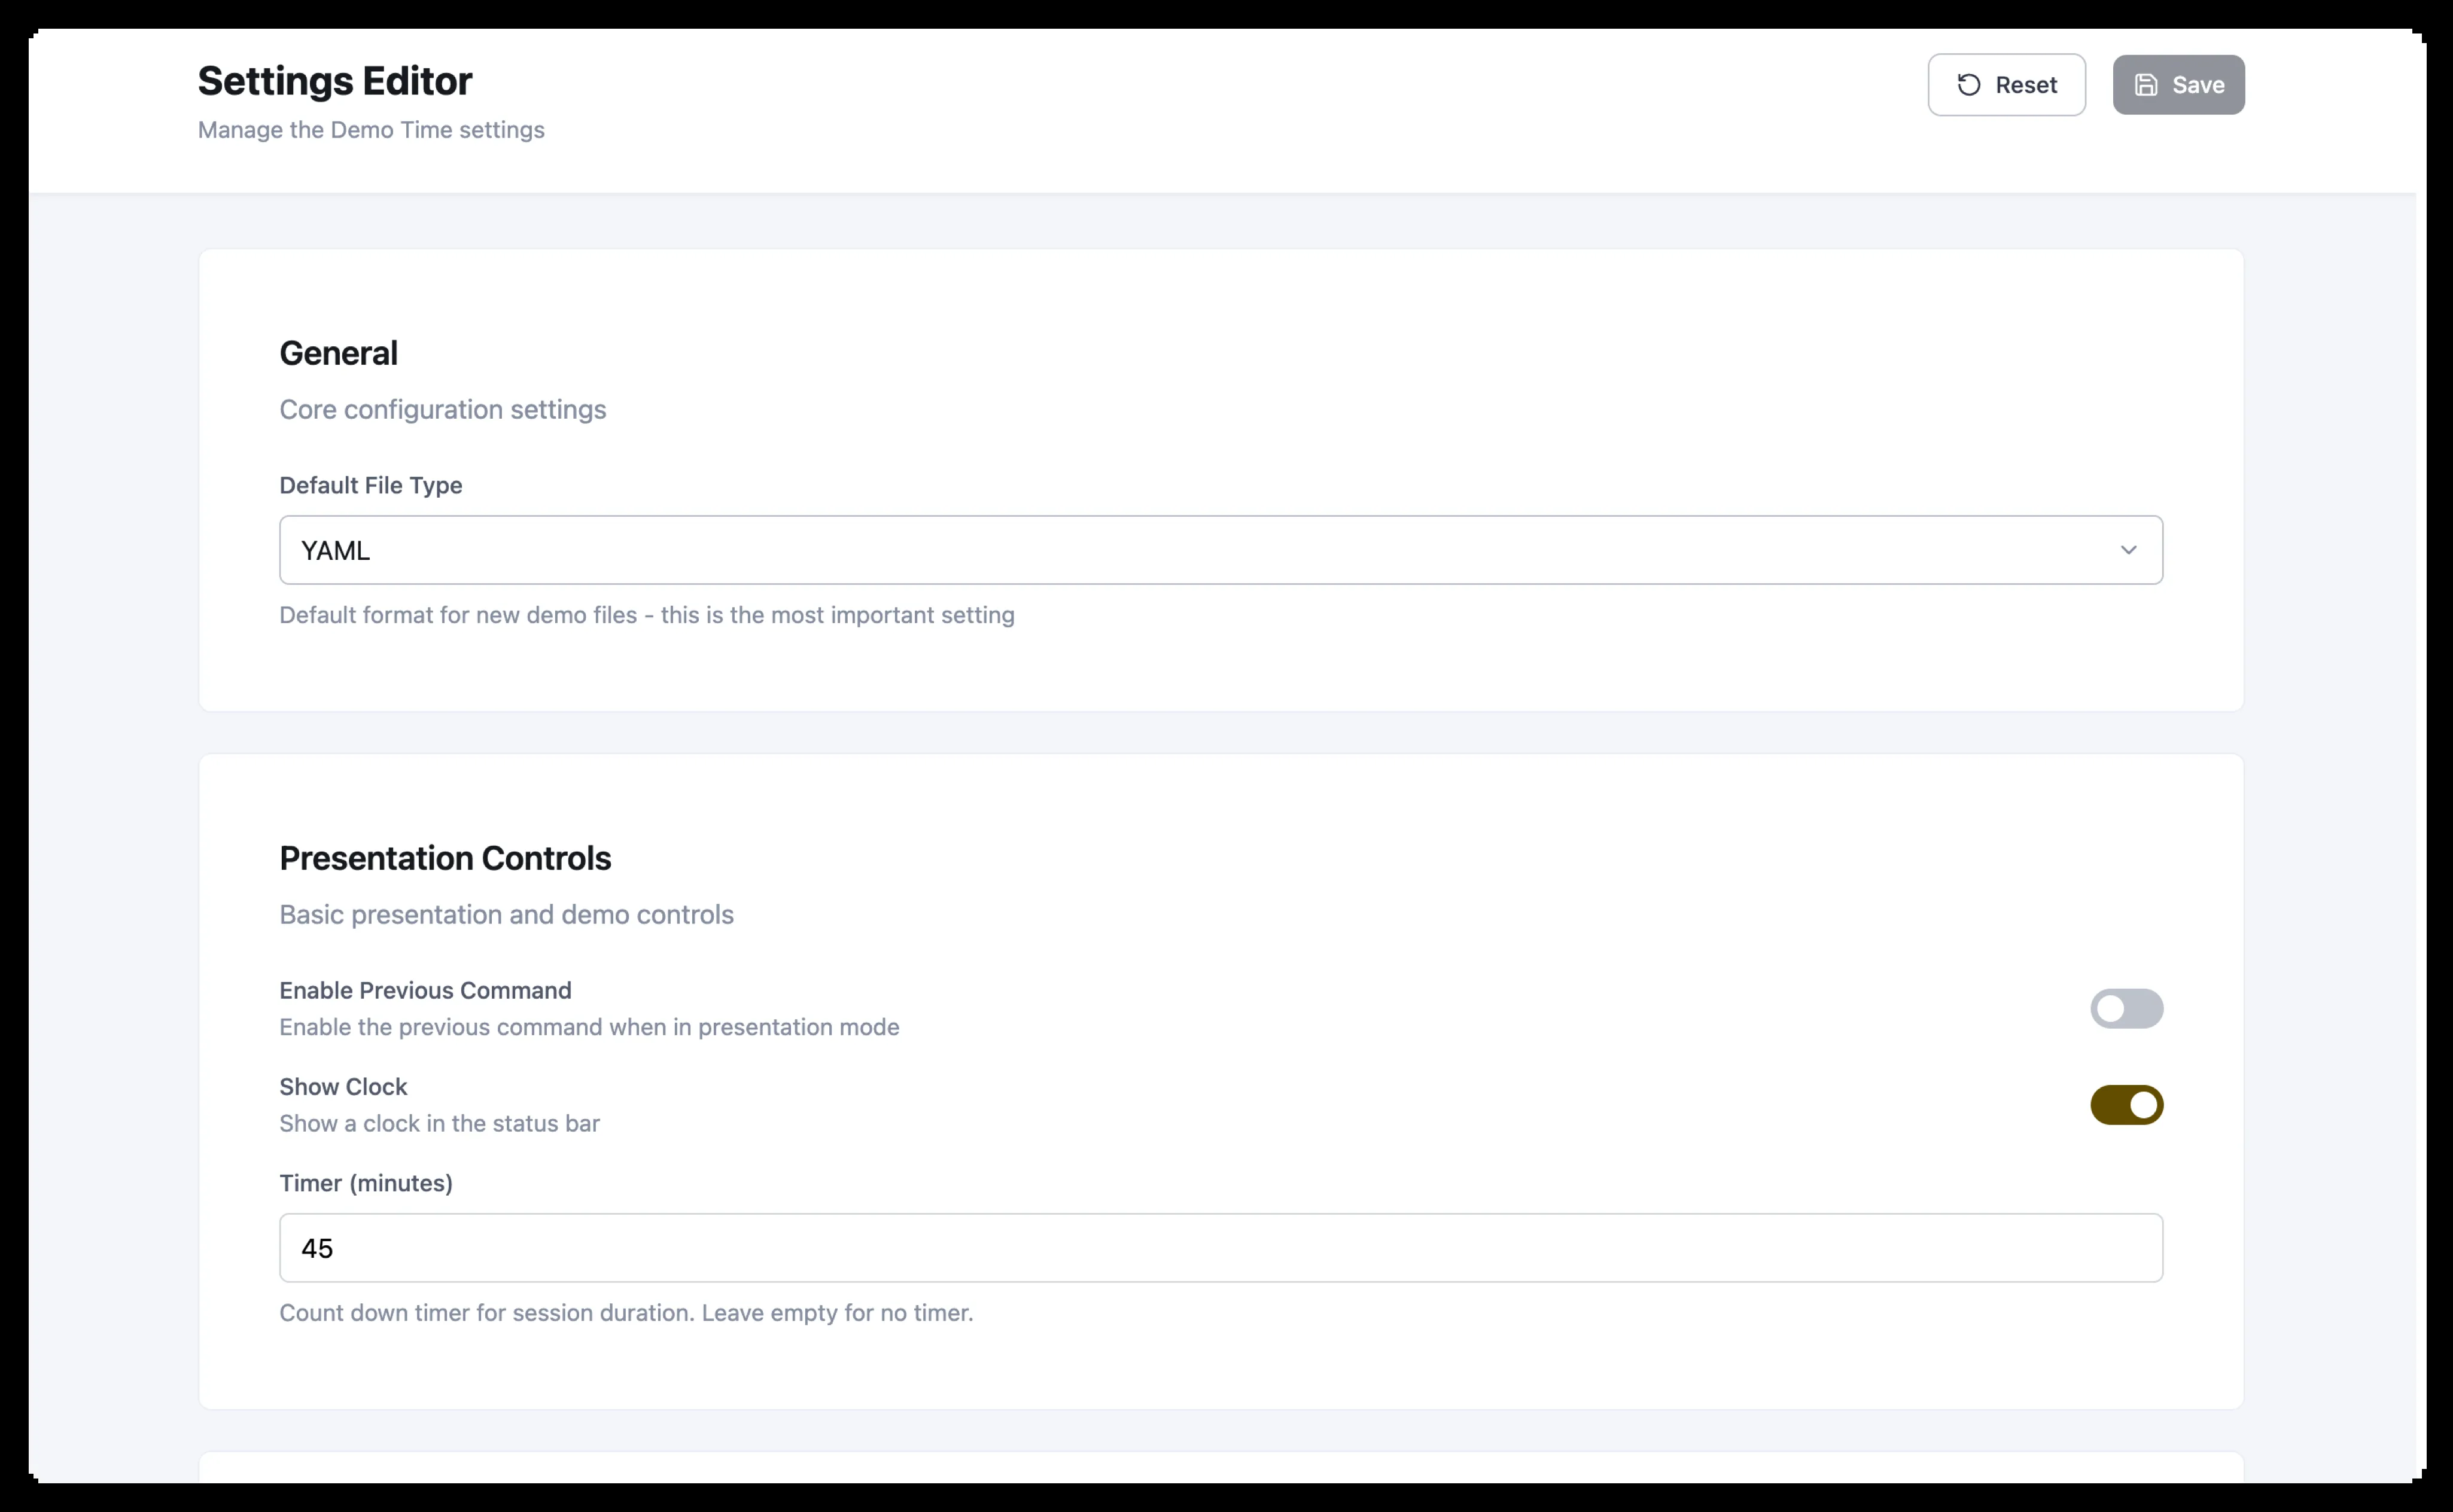 Settings Editor
Manage the Demo Time settings
Reset
Save
General
Core configuration settings
Default File Type
YAML
Default format for new demo files - this is the most important setting
Presentation Controls
Basic presentation and demo controls
Enable Previous Command
Enable the previous command when in presentation mode
Show Clock
Show a clock in the status bar
Timer (minutes)
45
Count down timer for session duration. Leave empty for no timer.